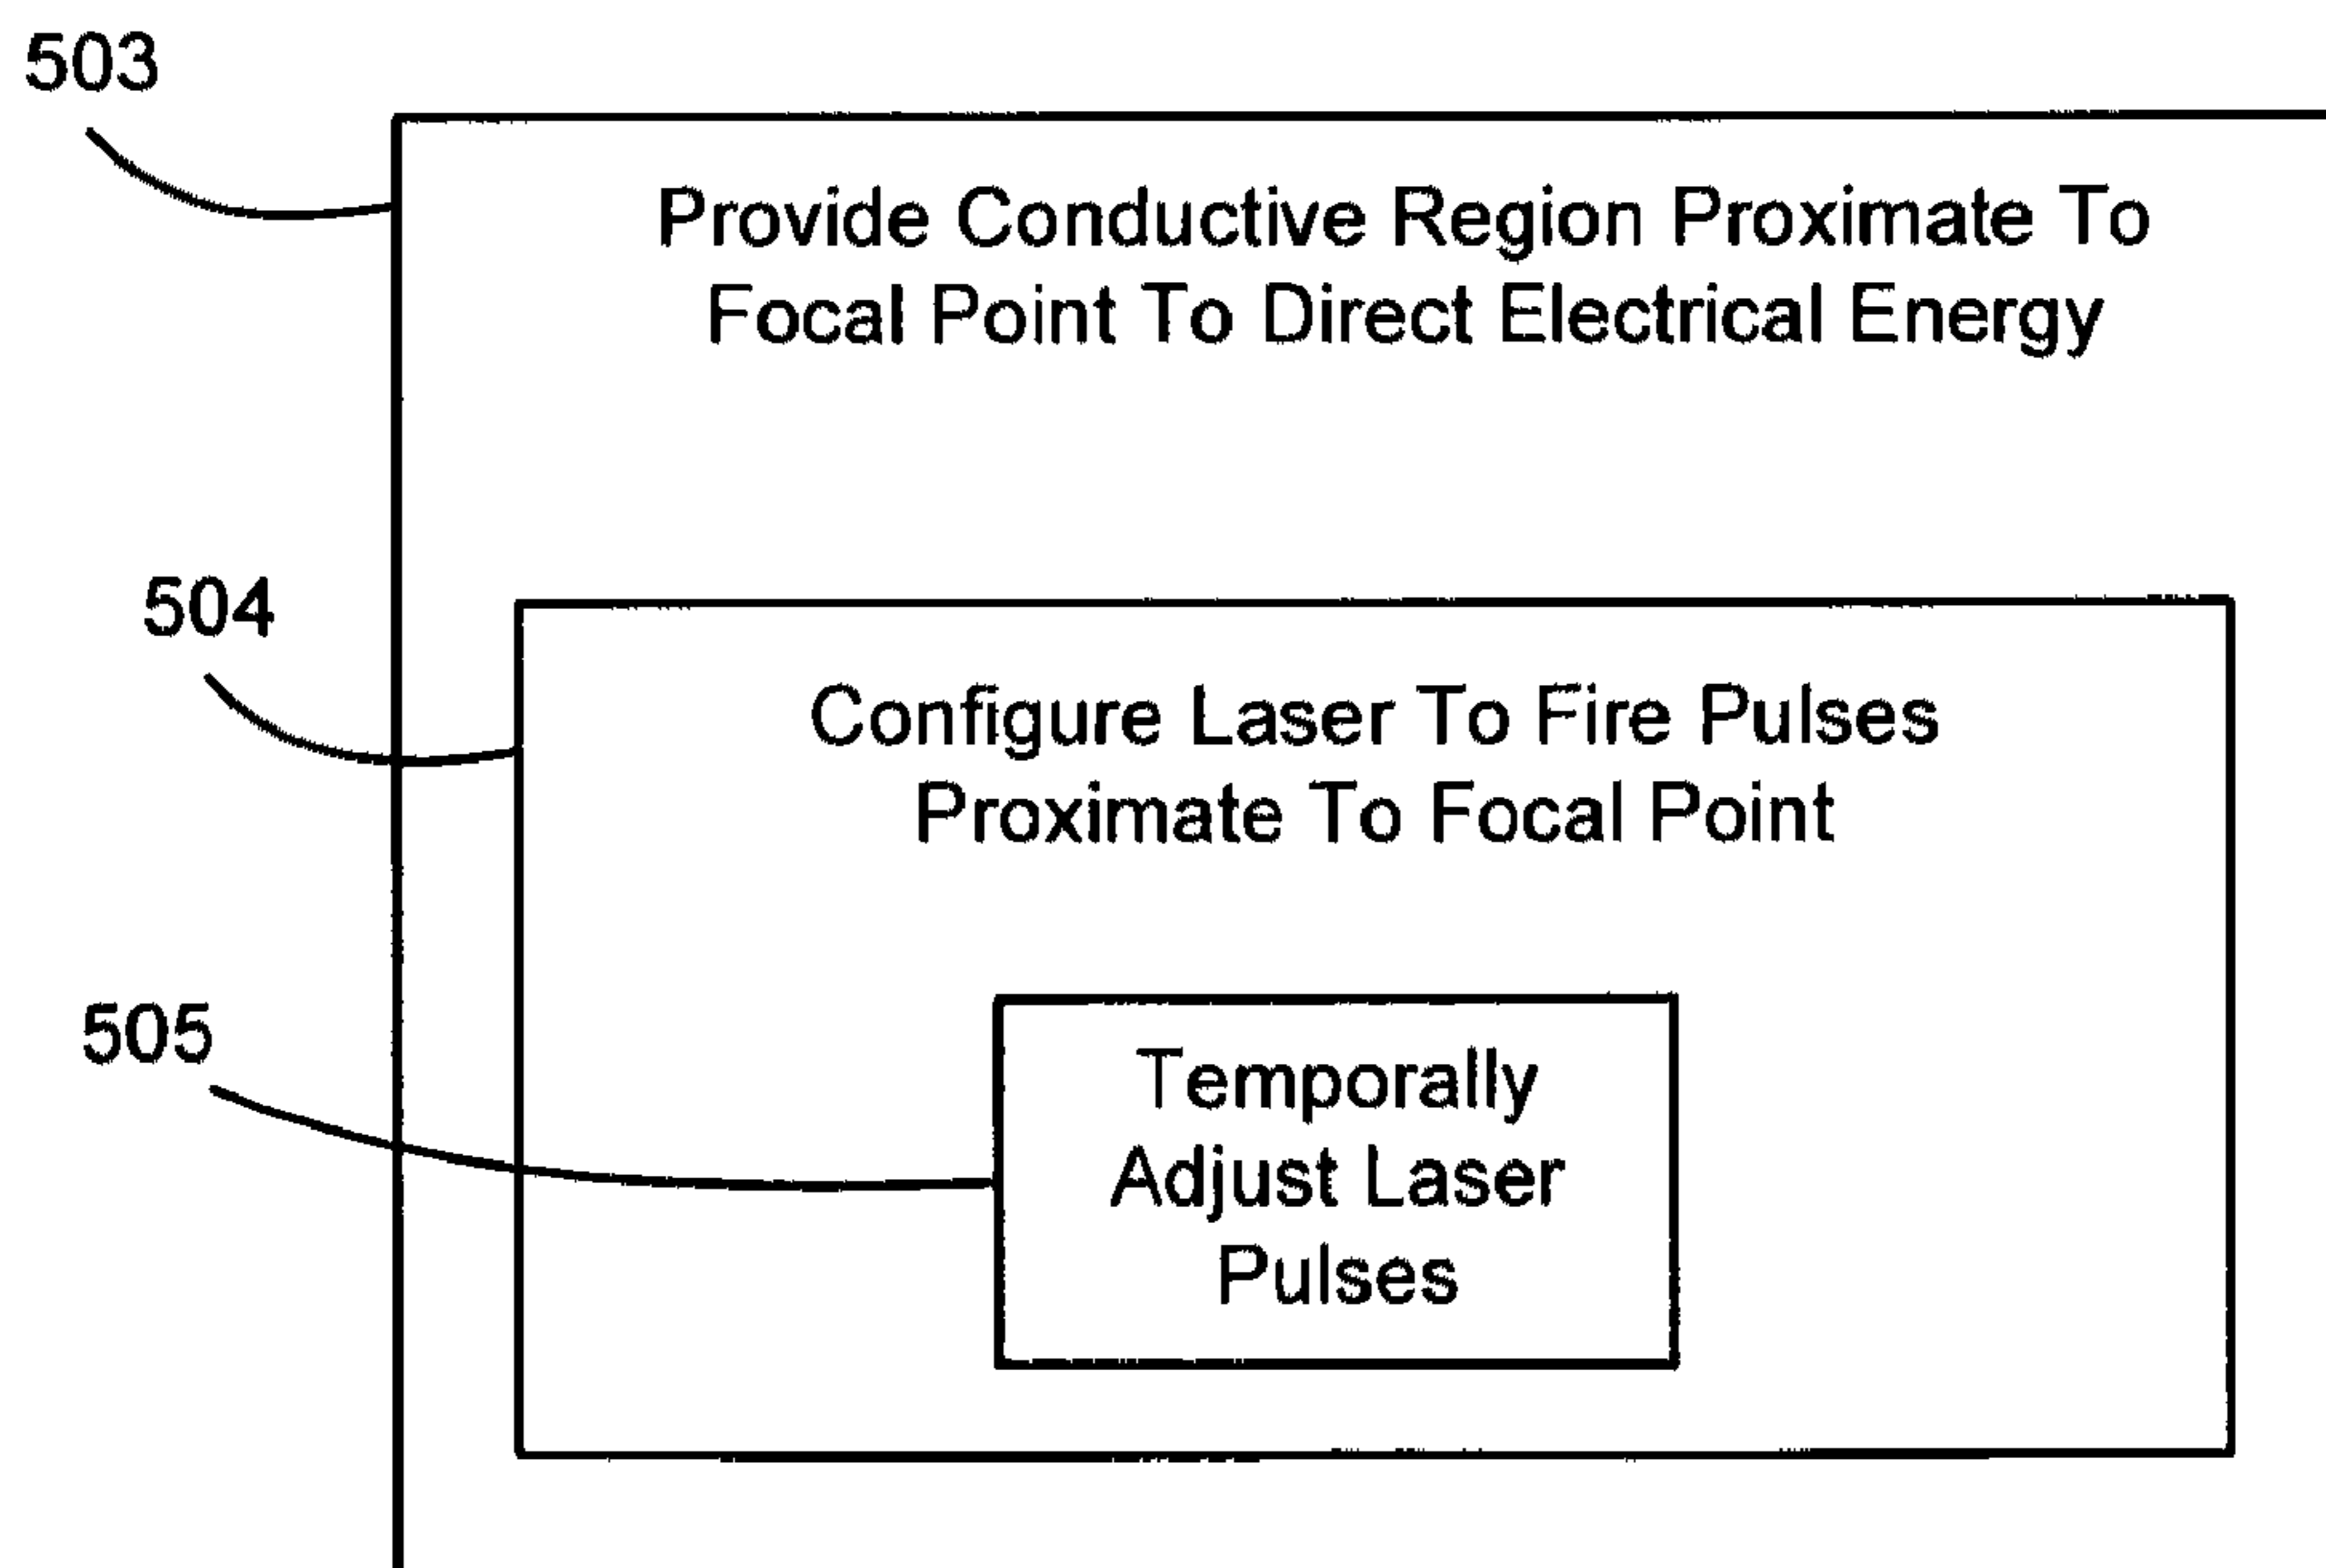 503
Provide Conductive Region Proximate To
Focal Point To Direct Electrical Energy
504
Configure Laser To Fire Pulses
Proximate To Focal Point
505
Temporally
Adjust Laser
Pulses